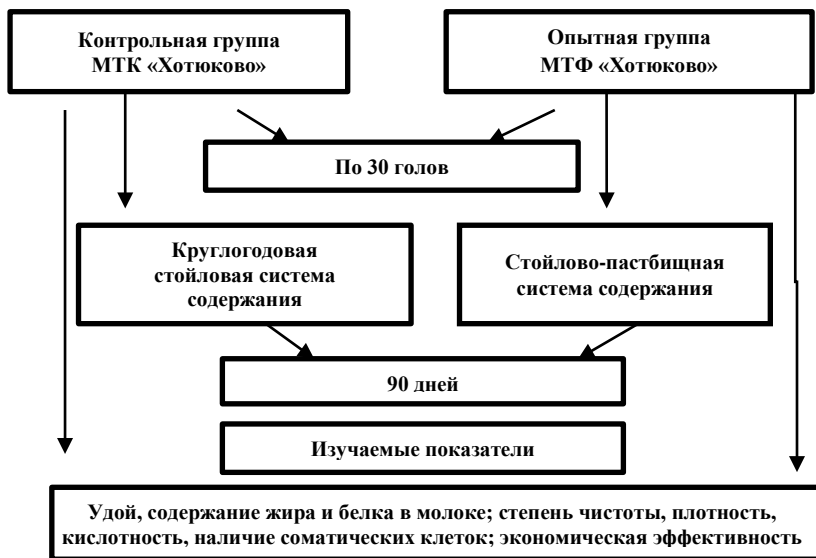 Контрольная группа
МТК «Хотюково»
Опытная группа
МТФ «Хотюково»
По 30 голов
Круглогодовая
стойловая система
содержания
Стойлово-пастбищная
система содержания
90 дней
Изучаемые показатели
Удой, содержание жира и белка в молоке; степень чистоты, плотность,
кислотность, наличие соматических клеток; экономическая эффективность